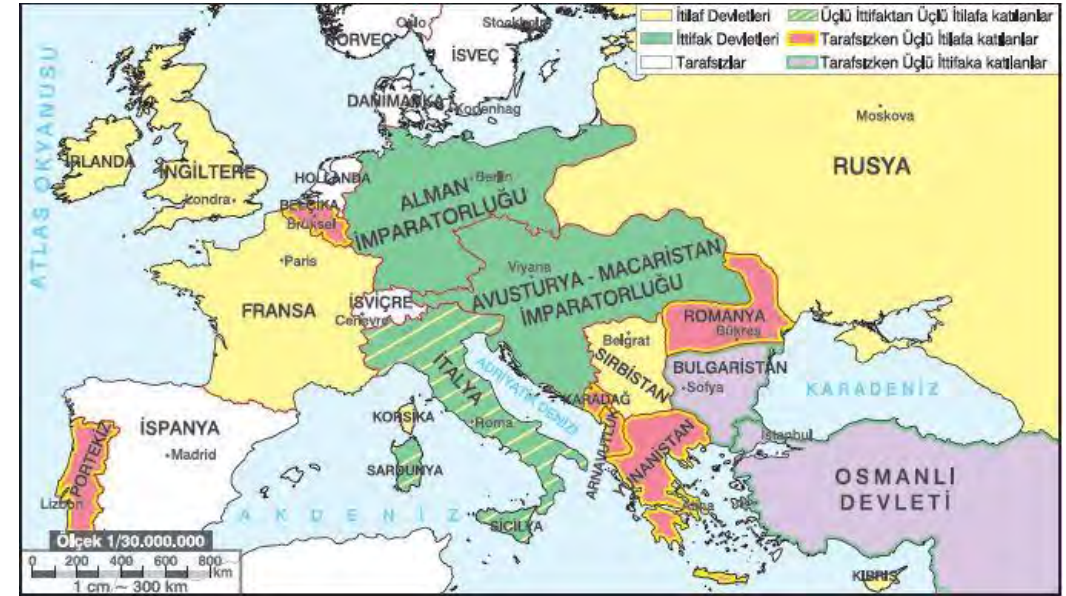 İtilaf Devletleri
İttifak Devletleri
Tarafsızlar
Üçlü İttifaktan Üçlü İtilafa katılanlar
Tarafsızken Üçlü İtilafa katılanlar
Tarafsızken Üçlü İttifaka katılanlar
ATLAS OKYANUSU
NORVEÇ
Oslo
Stockholm
İSVEÇ
DANİMARKA
Kopenhag
Moskova
RUSYA
İRLANDA
İNGİLTERE
Londra
HOLLANDA
BELÇİKA
Brüksel
ALMAN
İMPARATORLUĞU
Berlin
Paris
FRANSA
İSVİÇRE
Cenevre
Viyana
AVUSTURYA - MACARİSTAN
İMPARATORLUĞU
ROMANYA
Bükreş
Belgrat
SIRBİSTAN
BULGARİSTAN
Sofya
KARADENİZ
İTALYA
ADRİYATİK DENİZİ
KARADAĞ
ARNAVUTLUK
YUNANİSTAN
Atina
KORSİKA
Roma
SARDUNYA
SİCİLYA
İSPANYA
Madrid
PORTEKİZ
Lizbon
AKDENİZ
İstanbul
OSMANLI
DEVLETİ
KIBRIS
Ölçek 1/30.000.000
0 200 400 600 800
km
1 cm ~ 300 km